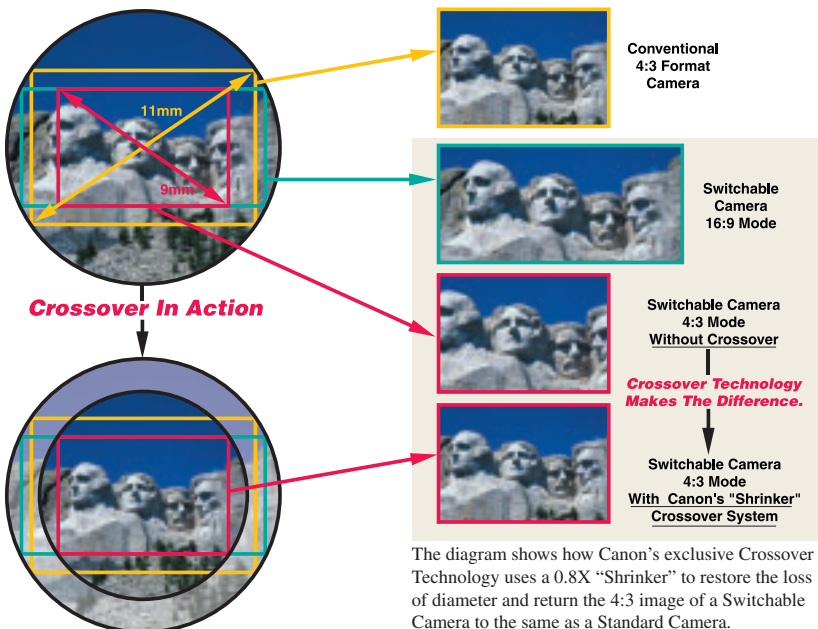 Conventional
4:3 Format
Camera
11mm
9mm
Switchable
Camera
16:9 Mode
Crossover In Action
Switchable Camera
4:3 Mode
Without Crossover
Crossover Technology
Makes The Difference.
Switchable Camera
4:3 Mode
With Canon's "Shrinker"
Crossover System
The diagram shows how Canon’s exclusive Crossover
Technology uses a 0.8X “Shrinker” to restore the loss
of diameter and return the 4:3 image of a Switchable
Camera to the same as a Standard Camera.